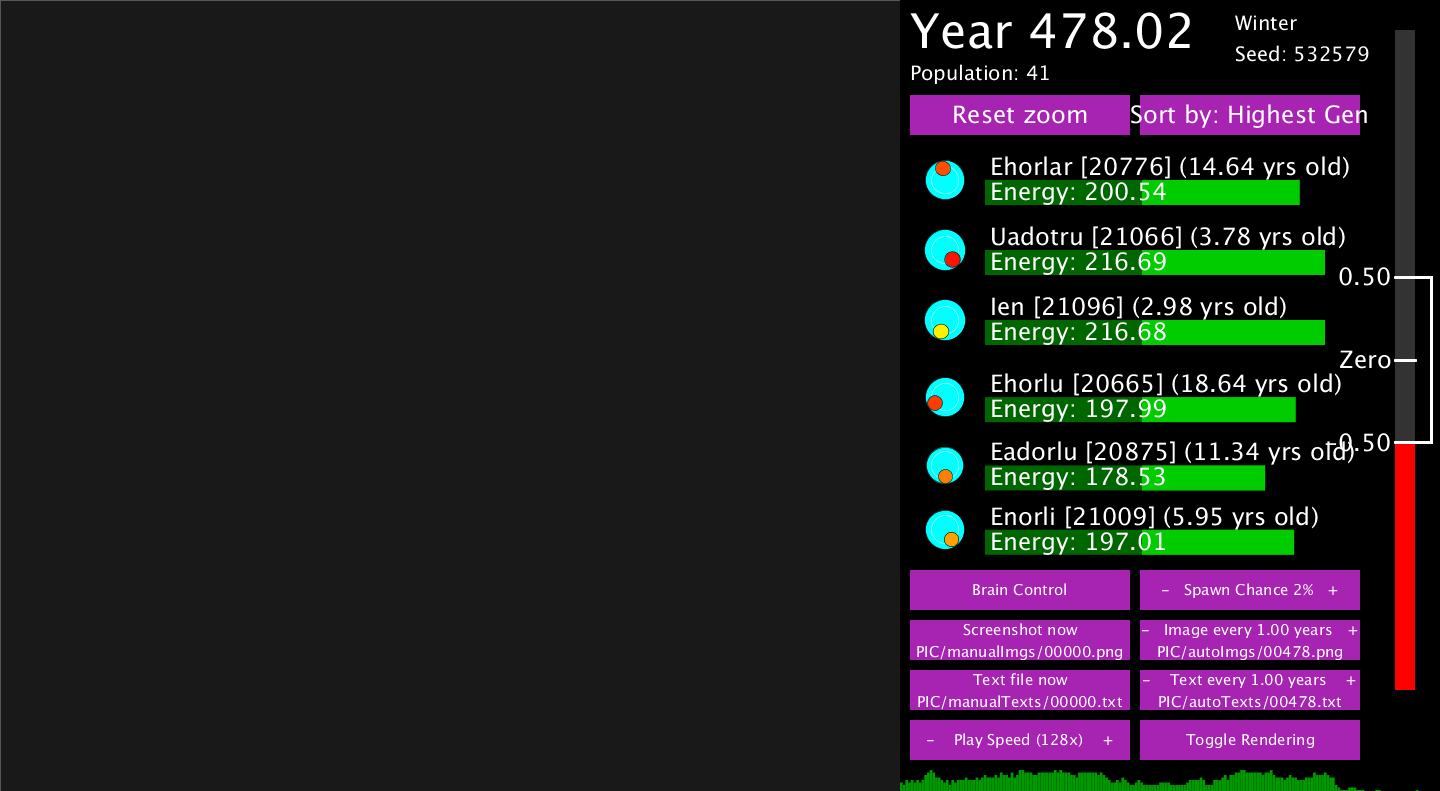 Year 478.02
Winter
Seed: 532579
Population: 41
Reset zoom
Sort by: Highest Gen
Ehorlar [20776] (14.64 yrs old)
Energy: 200.54
Uadotru [21066] (3.78 yrs old)
Energy: 216.69
0.50
Ien [21096] (2.98 yrs old)
Energy: 216.68
Zero
Ehorlu [20665] (18.64 yrs old)
Energy: 197.99
-0.50
Eadorlu [20875] (11.34 yrs old)
Energy: 178.53
Enorli [21009] (5.95 yrs old)
Energy: 197.01
Brain Control
- Spawn Chance 2% +
Screenshot now
PIC/manualImgs/00000.png
- Image every 1.00 years +
PIC/autoImgs/00478.png
Text file now
PIC/manualTexts/00000.txt
- Text every 1.00 years +
PIC/autoTexts/00478.txt
- Play Speed (128x) +
Toggle Rendering